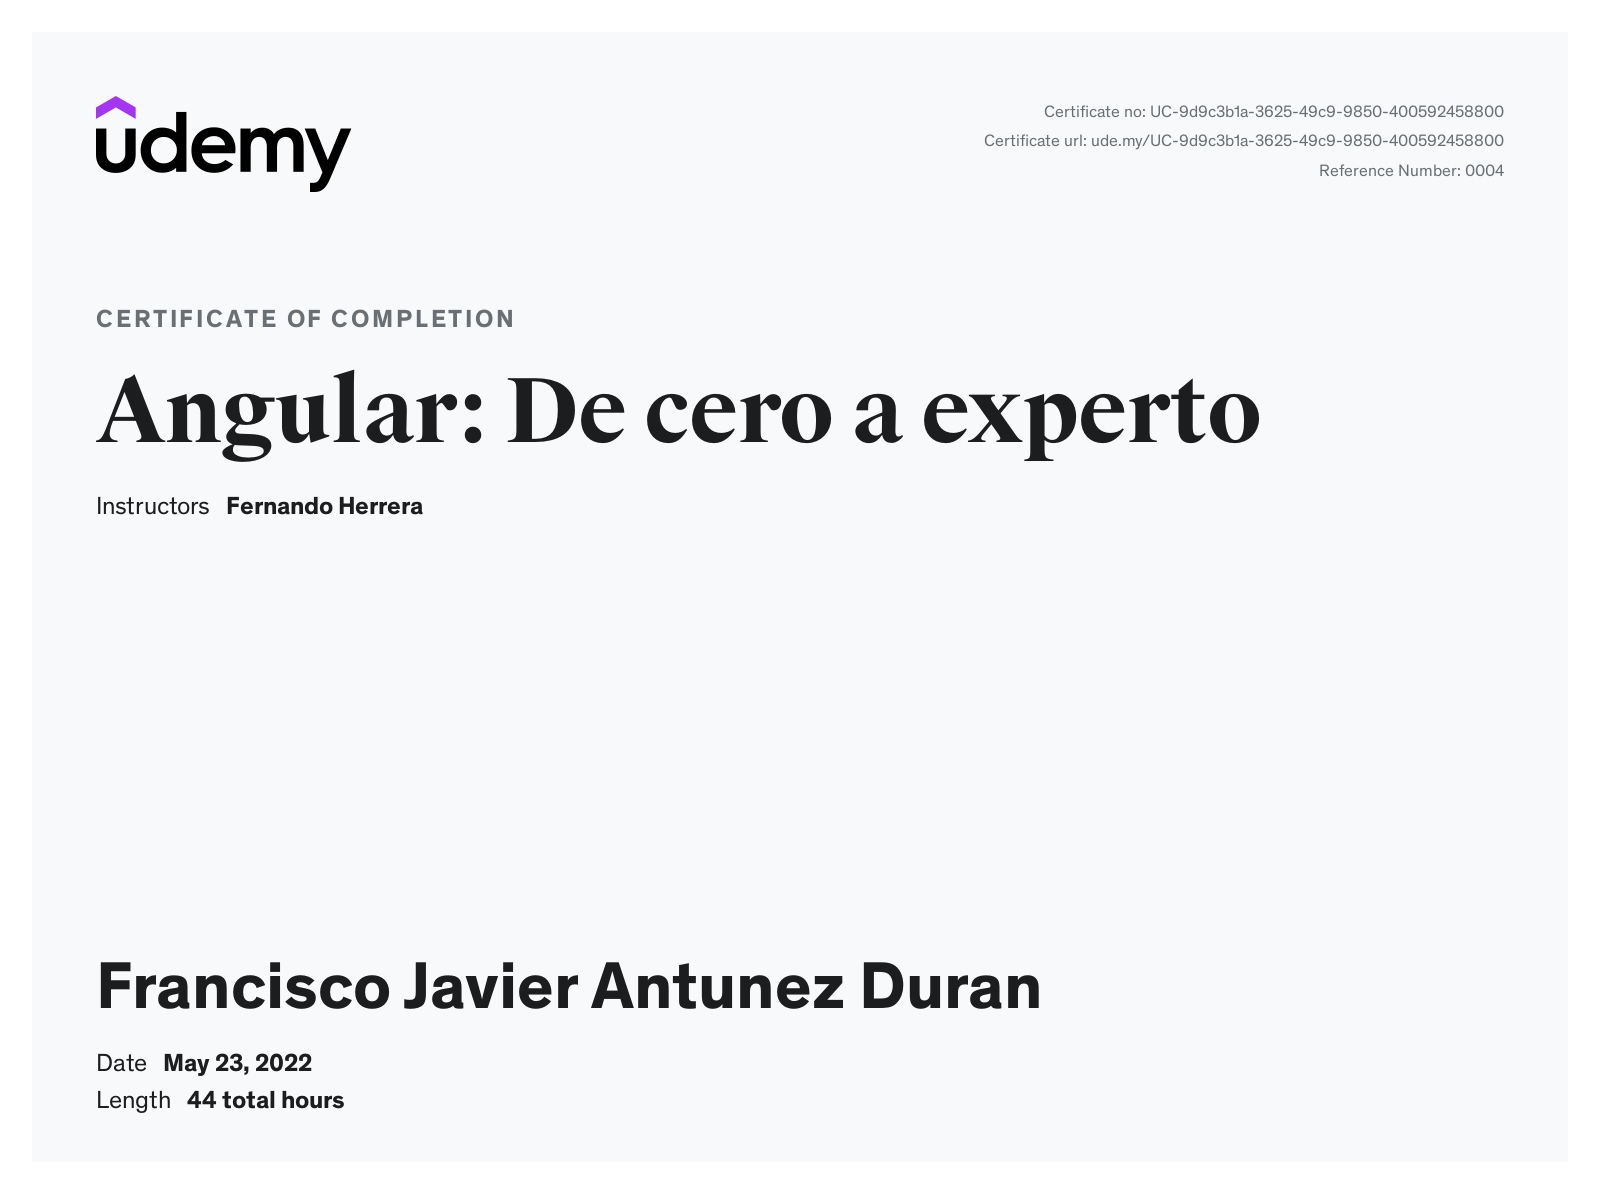 udemy
Certificate no: UC-9d9c3b1a-3625-49c9-9850-400592458800
Certificate url: ude.my/UC-9d9c3b1a-3625-49c9-9850-400592458800
Reference Number: 0004
CERTIFICATE OF COMPLETION
Angular: De cero a experto
Instructors Fernando Herrera
Francisco Javier Antunez Duran
Date May 23, 2022
Length 44 total hours